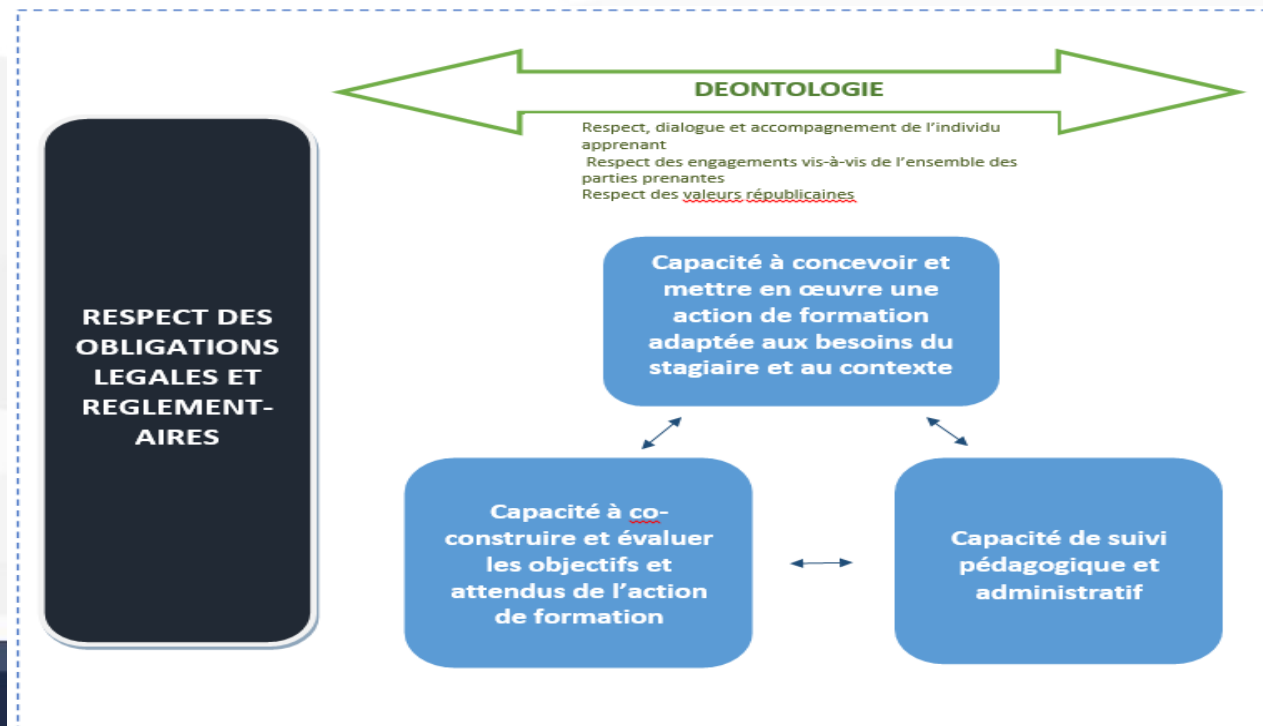 DEONTOLOGIE
Respect, dialogue et accompagnement de l’individu
apprenant
Respect des engagements vis-à-vis de l’ensemble des
parties prenantes
Respect des valeurs républicaines
RESPECT DES
OBLIGATIONS
LEGALES ET
REGLEMENT-
AIRES
Capacité à concevoir et
mettre en œuvre une
action de formation
adaptée aux besoins du
stagiaire et au contexte
Capacité à co-
construire et évaluer
les objectifs et
attendus de l’action
de formation
Capacité de suivi
pédagogique et
administratif